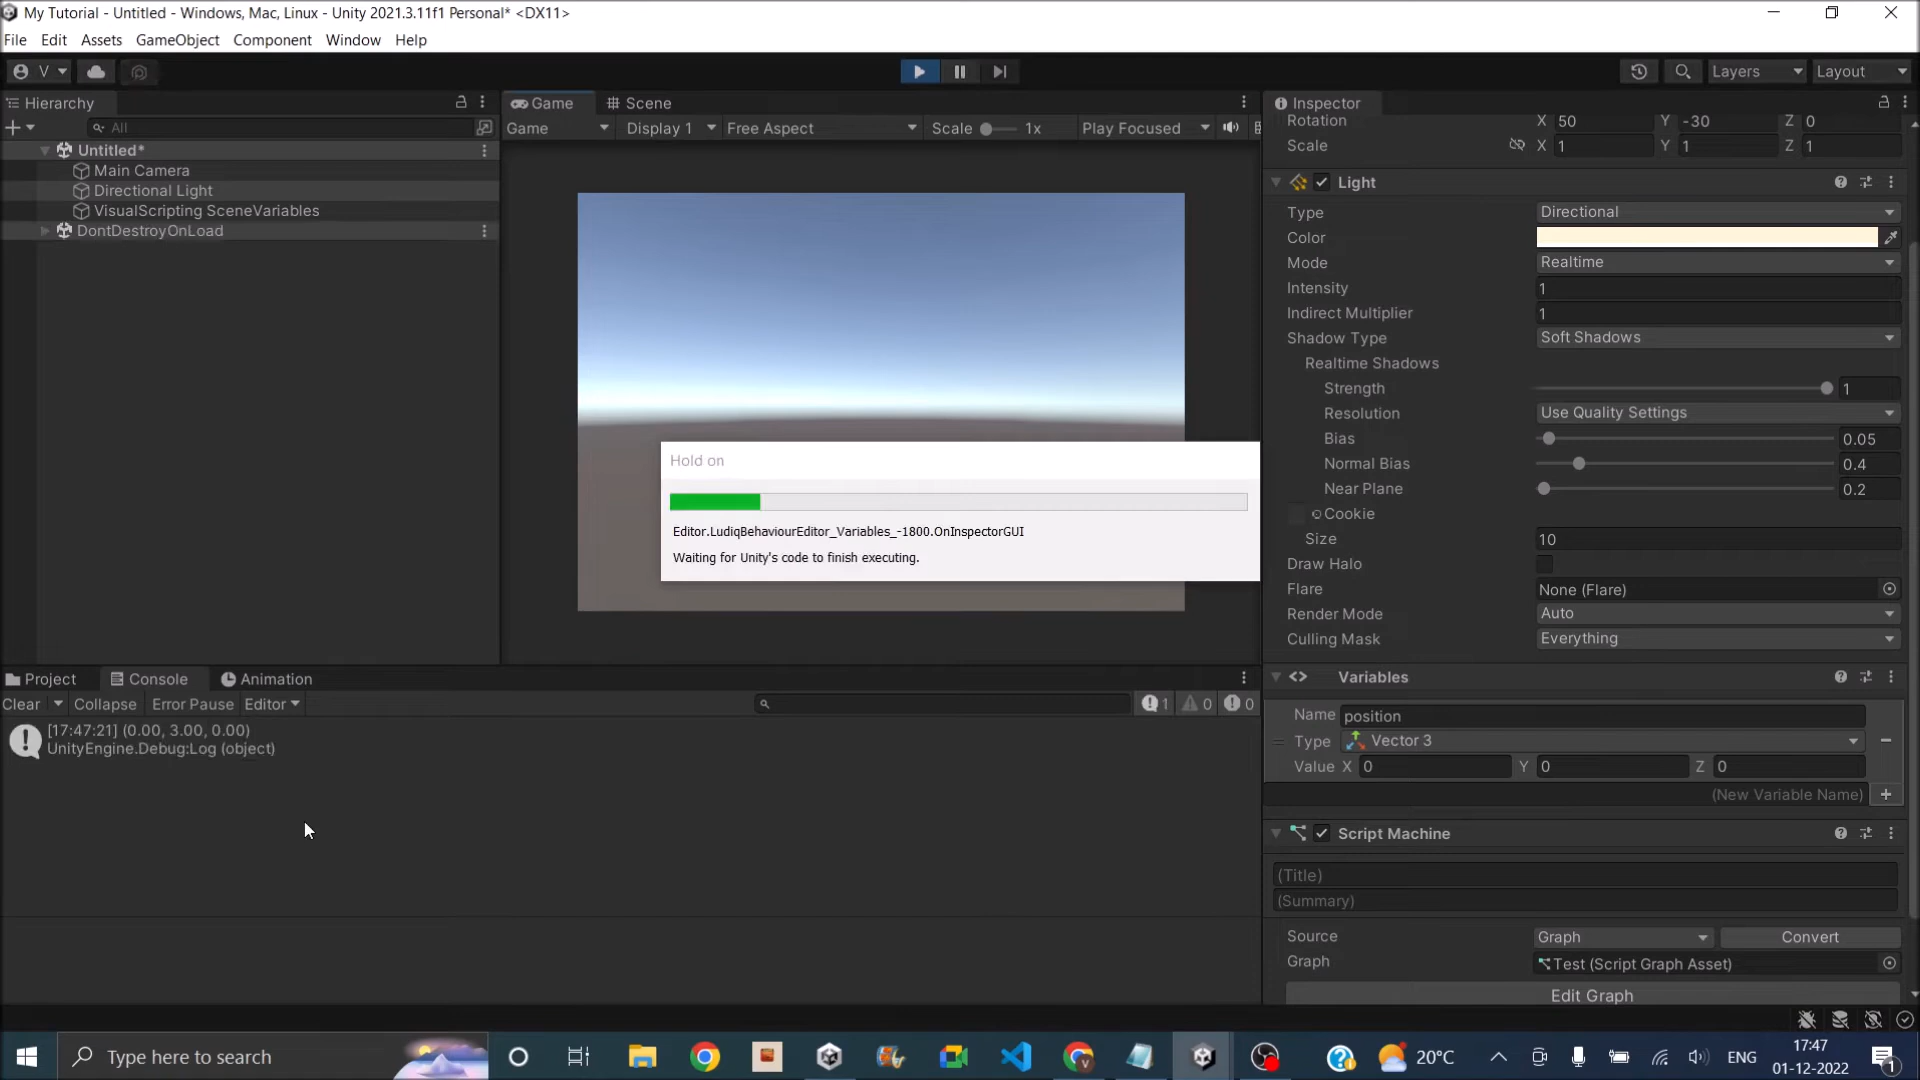 My Tutorial - Untitled - Windows, Mac, Linux - Unity 2021.3.11f1 Personal* <DX11>
File Edit Assets GameObject Component Window Help
V
Layers Layout
Hierarchy
All
Untitled*
Main Camera
Directional Light
VisualScripting SceneVariables
DontDestroyOnLoad
Game Scene
Game Display 1 Free Aspect Scale 1x Play Focused
Hold on
Editor.LudiqBehaviourEditor_Variables_-1800.OnInspectorGUI
Waiting for Unity's code to finish executing.
Inspector
Rotation X 50 Y -30 Z 0
Scale X 1 Y 1 Z 1
Light
Type Directional
Color
Mode Realtime
Intensity 1
Indirect Multiplier 1
Shadow Type Soft Shadows
Realtime Shadows
Strength 1
Resolution Use Quality Settings
Bias 0.05
Normal Bias 0.4
Near Plane 0.2
Cookie
Size 10
Draw Halo
Flare None (Flare)
Render Mode Auto
Culling Mask Everything
Variables
Name position
Type Vector 3
Value X 0 Y 0 Z 0
(New Variable Name)
Script Machine
(Title)
(Summary)
Source Graph Convert
Graph Test (Script Graph Asset)
Edit Graph
Project Console Animation
Clear Collapse Error Pause Editor 1 0 0
[17:47:21] (0.00, 3.00, 0.00)
UnityEngine.Debug:Log (object)
Type here to search
20°C ENG
17:47
01-12-2022
1